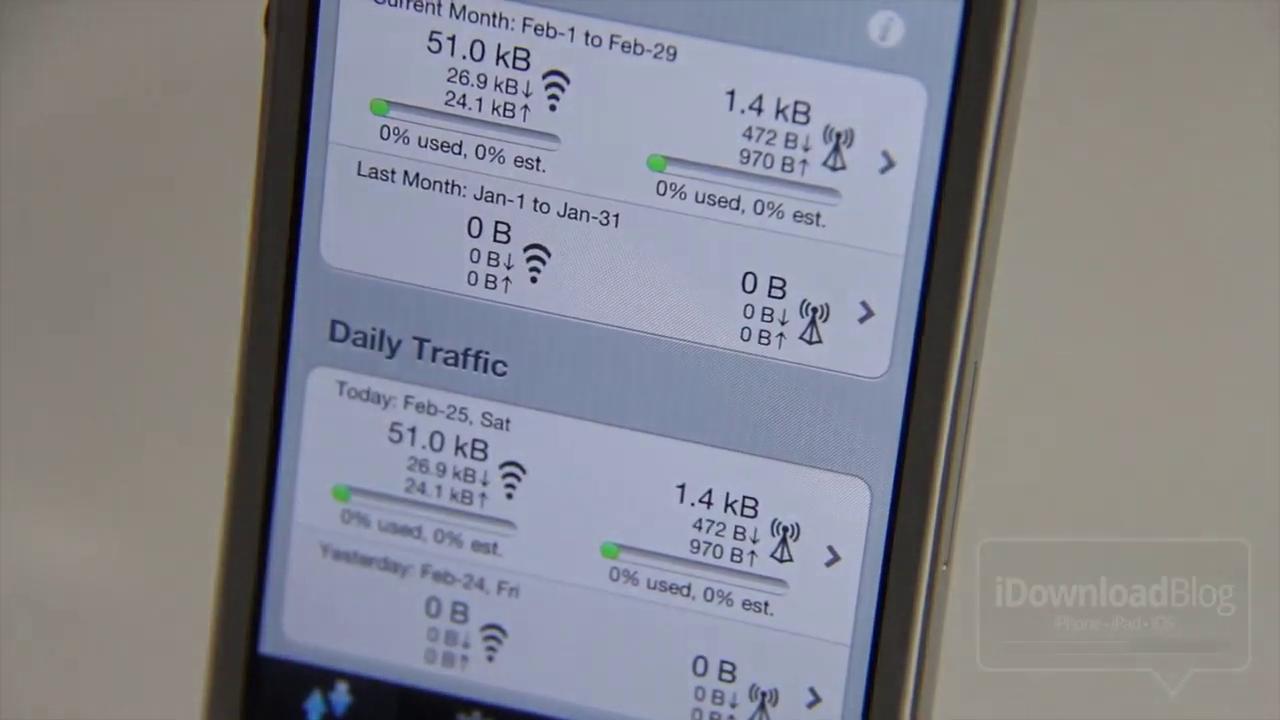 Current Month: Feb-1 to Feb-29
51.0 kB
26.9 kB↓
24.1 kB↑
0% used, 0% est.
1.4 kB
472 B↓
970 B↑
0% used, 0% est.
Last Month: Jan-1 to Jan-31
0 B
0 B↓
0 B↑
0 B
0 B↓
0 B↑
Daily Traffic
Today: Feb-25, Sat
51.0 kB
26.9 kB↓
24.1 kB↑
0% used, 0% est.
1.4 kB
472 B↓
970 B↑
0% used, 0% est.
Yesterday: Feb-24, Fri
0 B
0 B↓
0 B↑
0 B
0 B↓
0 B↑
iDownloadBlog
iPhone • iPad • iOS